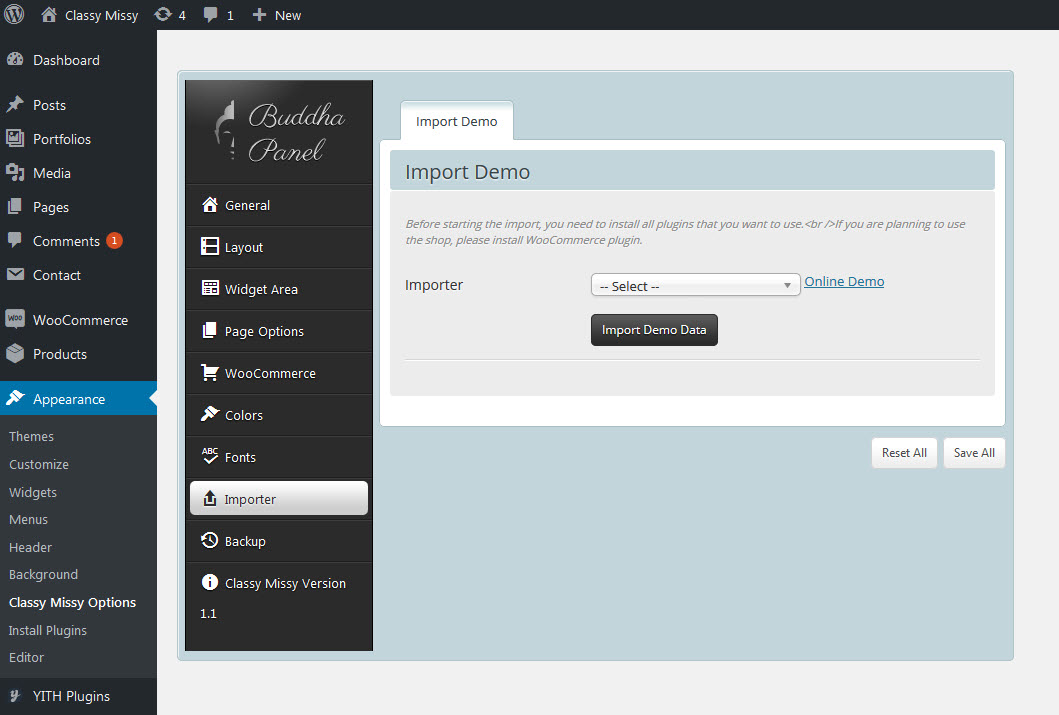 Classy Missy 4 1 New
Dashboard
Posts
Portfolios
Media
Pages
Comments 1
Contact
WOO WooCommerce
Products
Appearance
Themes
Customize
Widgets
Menus
Header
Background
Classy Missy Options
Install Plugins
Editor
YITH Plugins
Buddha
Panel
General
Layout
Widget Area
Page Options
WooCommerce
Colors
ABC Fonts
Importer
Backup
Classy Missy Version
1.1
Import Demo
Import Demo
Before starting the import, you need to install all plugins that you want to use.<br />If you are planning to use
the shop, please install WooCommerce plugin.
Importer -- Select -- Online Demo
Import Demo Data
Reset All Save All